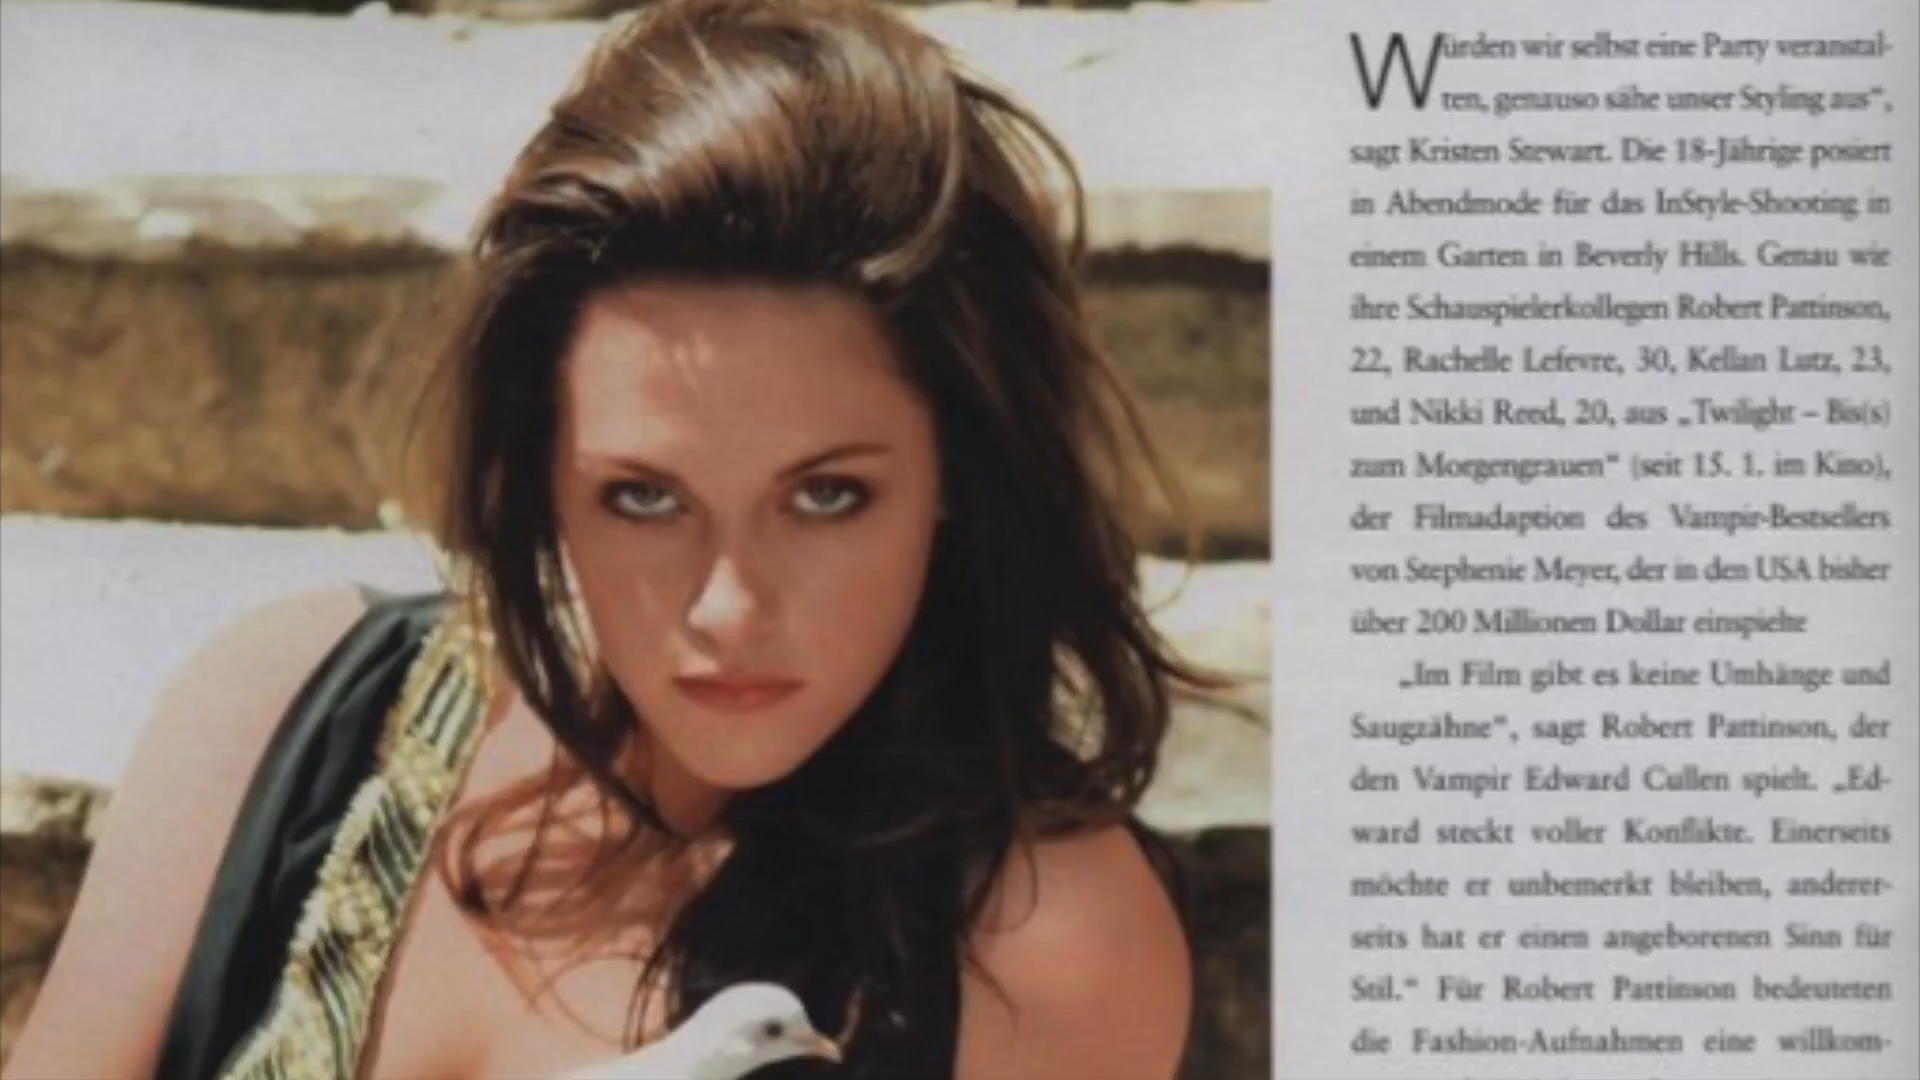 Würden wir selbst eine Party veranstal-
ten, genauso sähe unser Styling aus“,
sagt Kristen Stewart. Die 18-Jährige posiert
in Abendmode für das InStyle-Shooting in
einem Garten in Beverly Hills. Genau wie
ihre Schauspielerkollegen Robert Pattinson,
22, Rachelle Lefevre, 30, Kellan Lutz, 23,
und Nikki Reed, 20, aus „Twilight – Bis(s)
zum Morgengrauen“ (seit 15. 1. im Kino),
der Filmadaption des Vampir-Bestsellers
von Stephenie Meyer, der in den USA bisher
über 200 Millionen Dollar einspielte
„Im Film gibt es keine Umhänge und
Saugzähne“, sagt Robert Pattinson, der
den Vampir Edward Cullen spielt. „Ed-
ward steckt voller Konflikte. Einerseits
möchte er unbemerkt bleiben, anderer-
seits hat er einen angeborenen Sinn für
Stil.“ Für Robert Pattinson bedeuteten
die Fashion-Aufnahmen eine willkom-